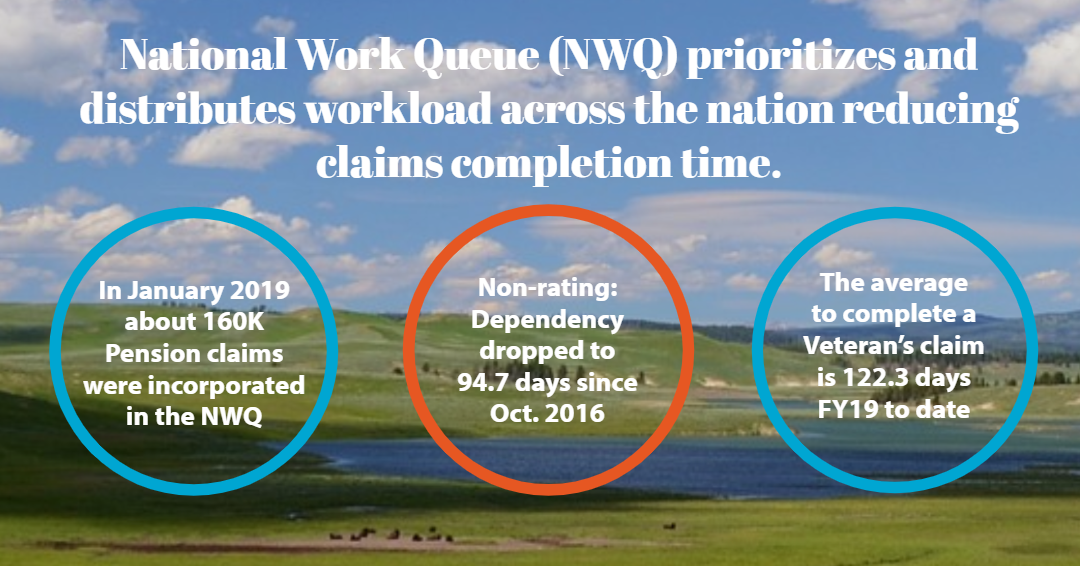 National Work Queue (NWQ) prioritizes and
distributes workload across the nation reducing
claims completion time.
In January 2019
about 160K
Pension claims
were incorporated
in the NWQ
Non-rating:
Dependency
dropped to
94.7 days since
Oct. 2016
The average
to complete a
Veteran’s claim
is 122.3 days
FY19 to date